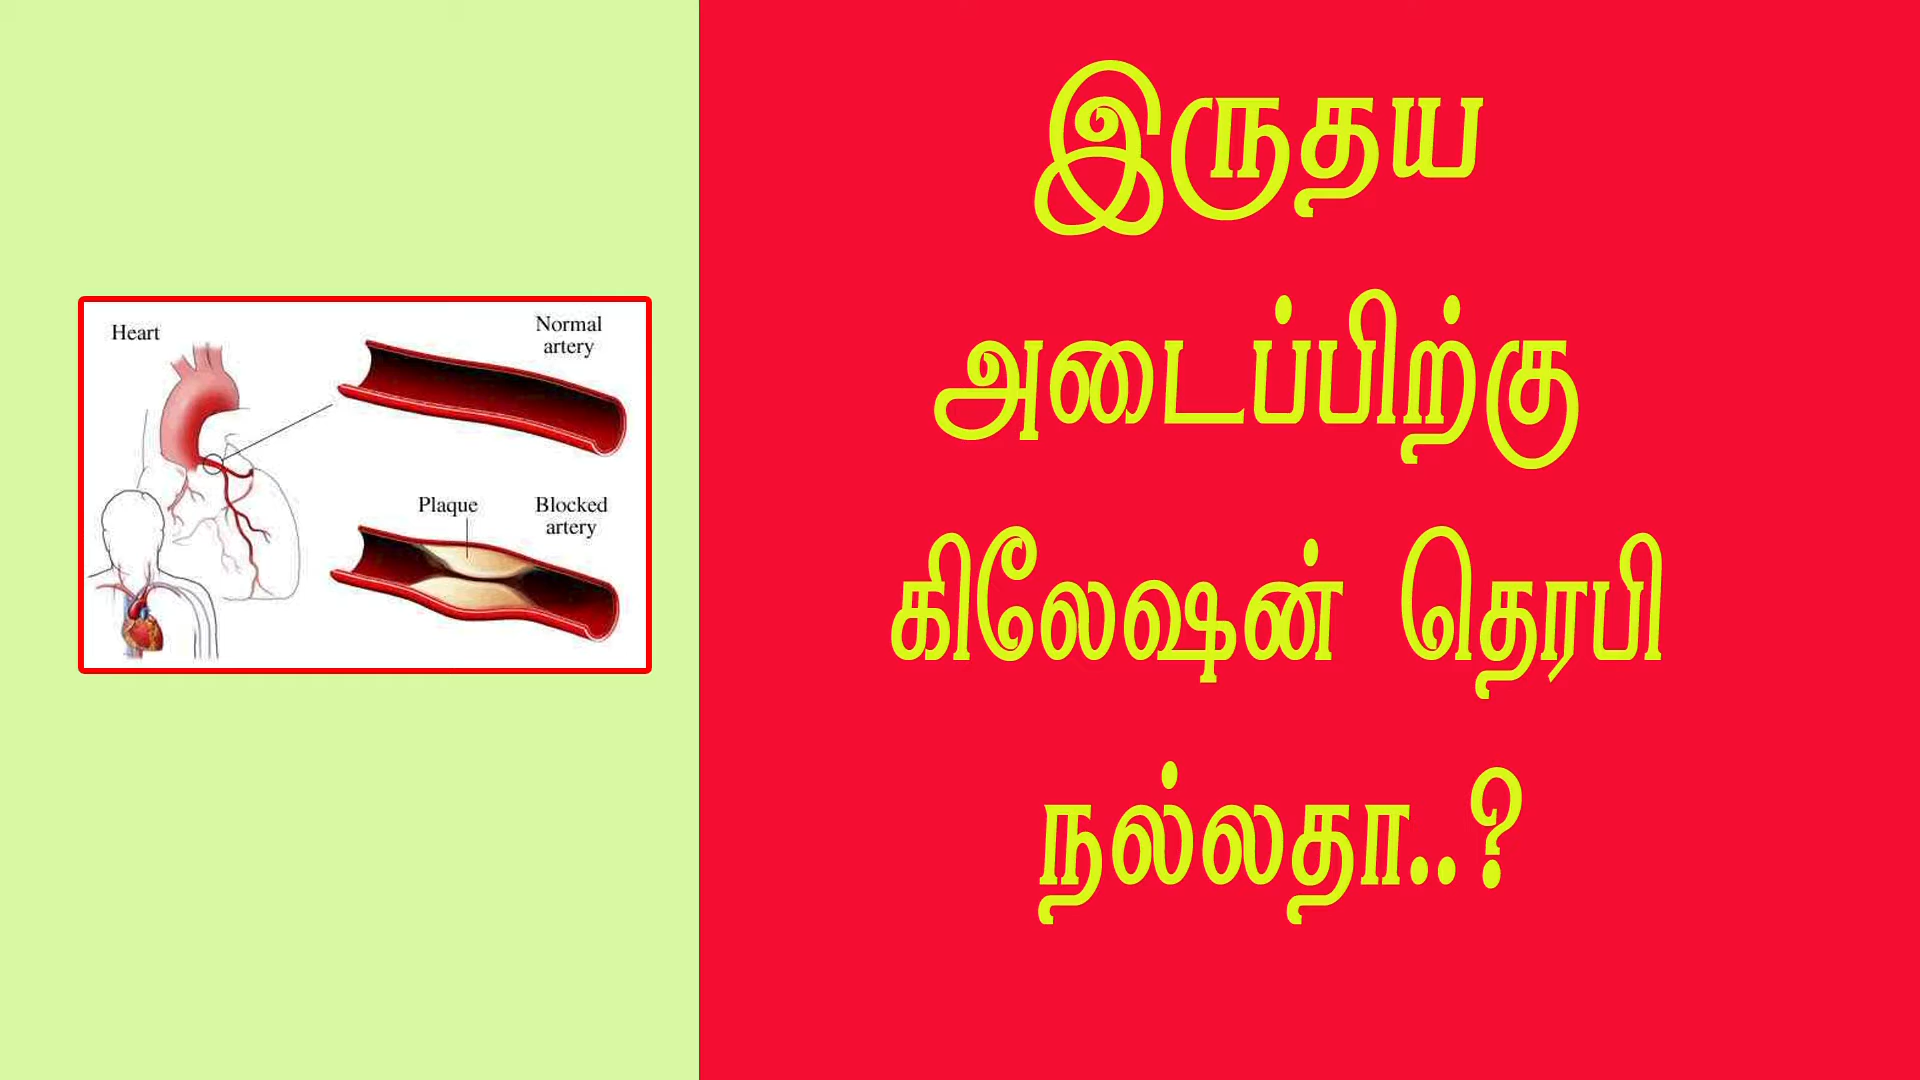 Heart
Normal
artery
Plaque
Blocked
artery
இருதய
அடைப்பிற்கு
கிலேஷன் தெரபி
நல்லதா..?